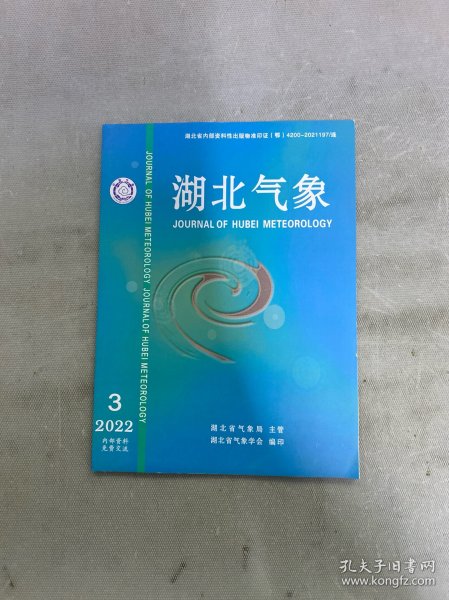 湖北省内部资料性出版物准印证（鄂）4200-2021197/连
湖北气象
JOURNAL OF HUBEI METEOROLOGY
JOURNAL OF HUBEI METEOROLOGY JOURNAL OF HUBEI METEOROLOGY
3
2022
内部资料
免费交流
湖北省气象局 主管
湖北省气象学会 编印
孔夫子旧书网
www.kongfz.com